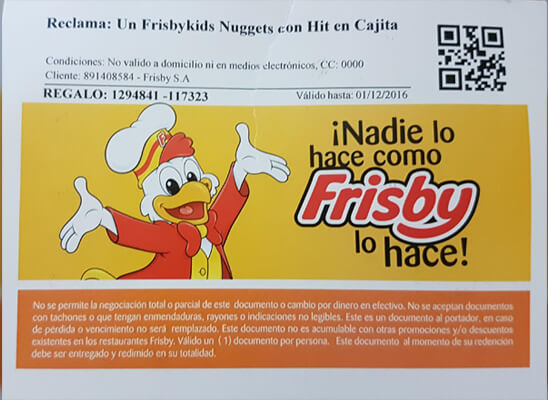 Reclama: Un Frisbykids Nuggets con Hit en Cajita
Condiciones: No valido a domicilio ni en medios electrónicos, CC: 0000
Cliente: 891408584 - Frisby S.A
REGALO: 1294841 -117323 Válido hasta: 01/12/2016
¡Nadie lo
hace como
Frisby
lo hace!
No se permite la negociación total o parcial de este documento o cambio por dinero en efectivo. No se aceptan documentos
con tachones o que tengan enmendaduras, rayones o indicaciones no legibles. Este es un documento al portador, en caso
de pérdida o vencimiento no será remplazado. Este documento no es acumulable con otras promociones y/o descuentos
existentes en los restaurantes Frisby. Válido un (1) documento por persona. Este documento al momento de su redención
debe ser entregado y redimido en su totalidad.